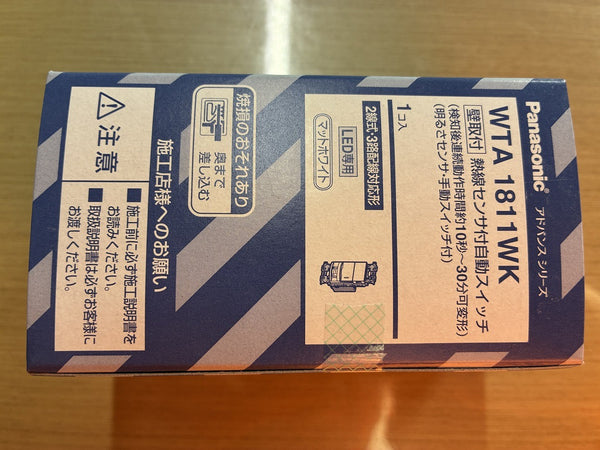 Panasonic アドバンス シリーズ
WTA 1811WK
壁取付 熱線センサ付自動スイッチ
(検知後連続動作時間約10秒～30分可変形)
(明るさセンサ・手動スイッチ付)
1コ入
2線式・3路配線対応形
LED専用
マットホワイト
焼損のおそれあり
奥まで
差し込む
施工店様へのお願い
注意
■施工前に必ず施工説明書を
お読みください。
■取扱説明書は必ずお客様に
お渡しください。